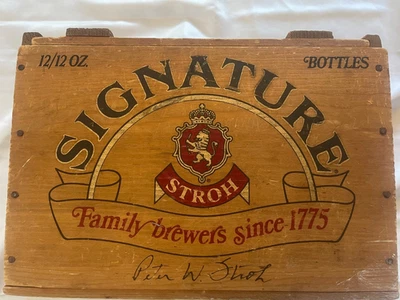 12/12 OZ. BOTTLES
SIGNATURE
STROH
Family brewers since 1775
Peter W. Stroh